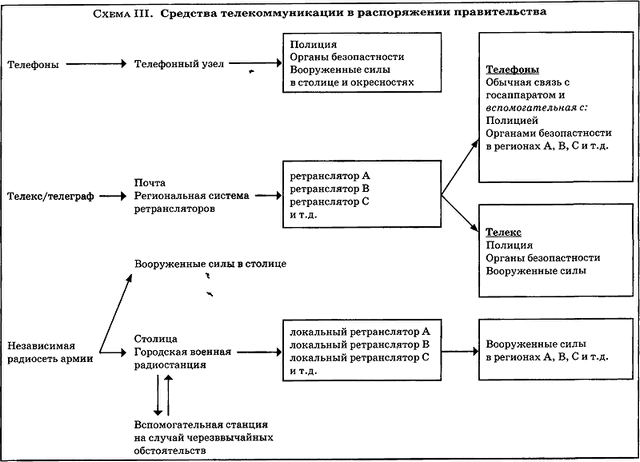 Схема III. Средства телекоммуникации в распоряжении правительства
Телефоны
Телефонный узел
Полиция
Органы безопастности
Вооруженные силы
в столице и окресностях
Телефоны
Обычная связь с
госаппаратом и
вспомогательная с:
Полицией
Органами безопастности
в регионах А, В, С и т.д.
Телекс/телеграф
Почта
Региональная система
ретрансляторов
ретранслятор А
ретранслятор В
ретранслятор С
и т.д.
Телекс
Полиция
Органы безопастности
Вооруженные силы
Вооруженные силы в столице
Независимая
радиосеть армии
Столица
Городская военная
радиостанция
локальный ретранслятор А
локальный ретранслятор В
локальный ретранслятор С
и т.д.
Вооруженные силы
в регионах А, В, С и т.д.
Вспомогательная станция
на случай черезввычайных
обстоятельств